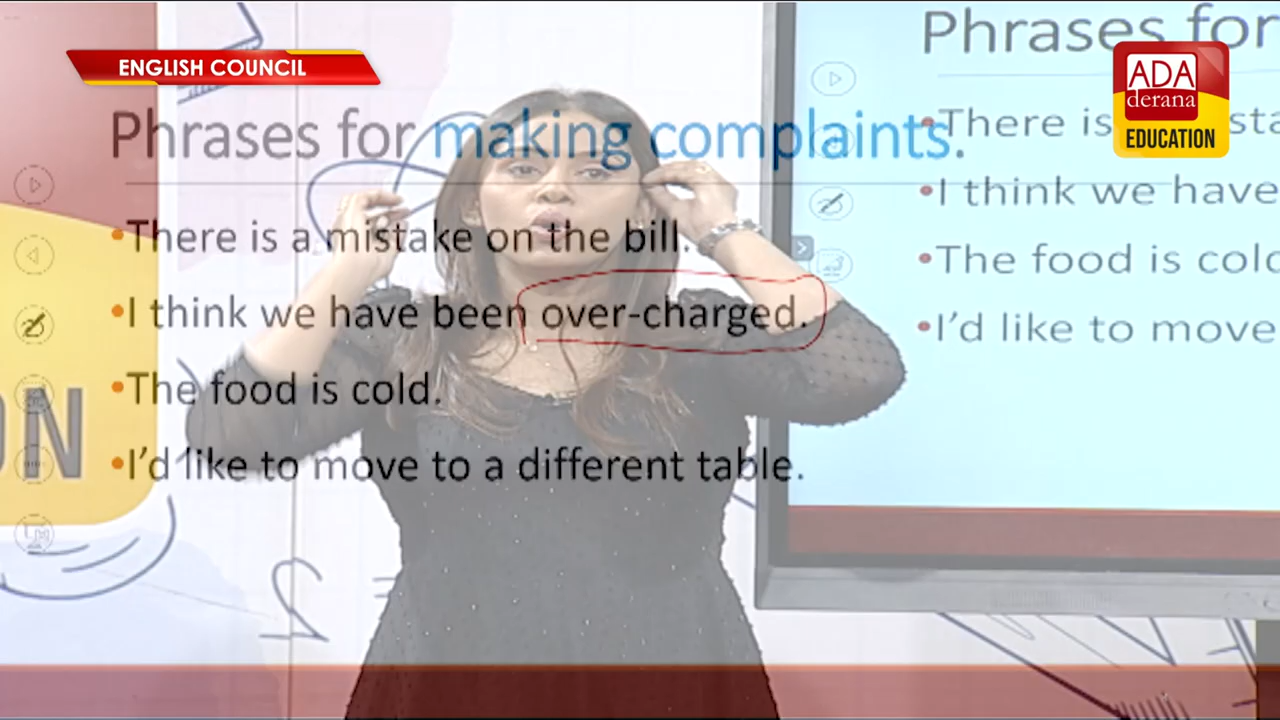 ENGLISH COUNCIL
ADA
derana
EDUCATION
Phrases for making complaints.
•There is a mistake on the bill.
•I think we have been over-charged.
•The food is cold.
•I'd like to move to a different table.
Phrases for
•There is
•I think we have
•The food is cold
•I'd like to move